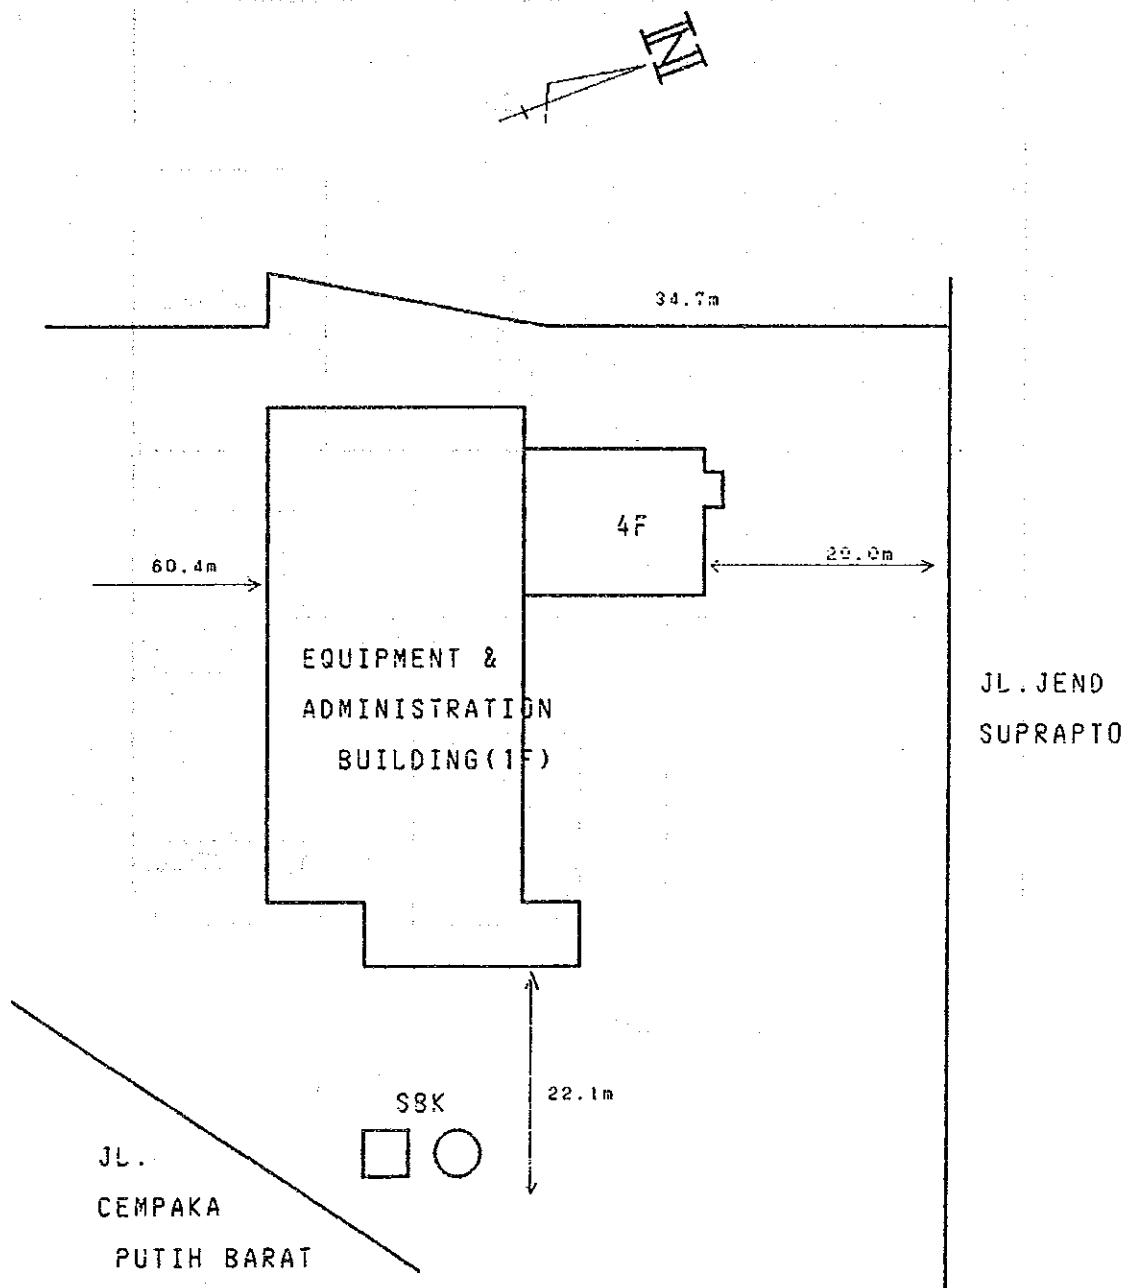 N
34.7m
4F
60.4m
20.0m
EQUIPMENT &
ADMINISTRATION
BUILDING(1F)
JL.JEND
SUPRAPTO
22.1m
SBK
JL.
CEMPAKA
PUTIH BARAT